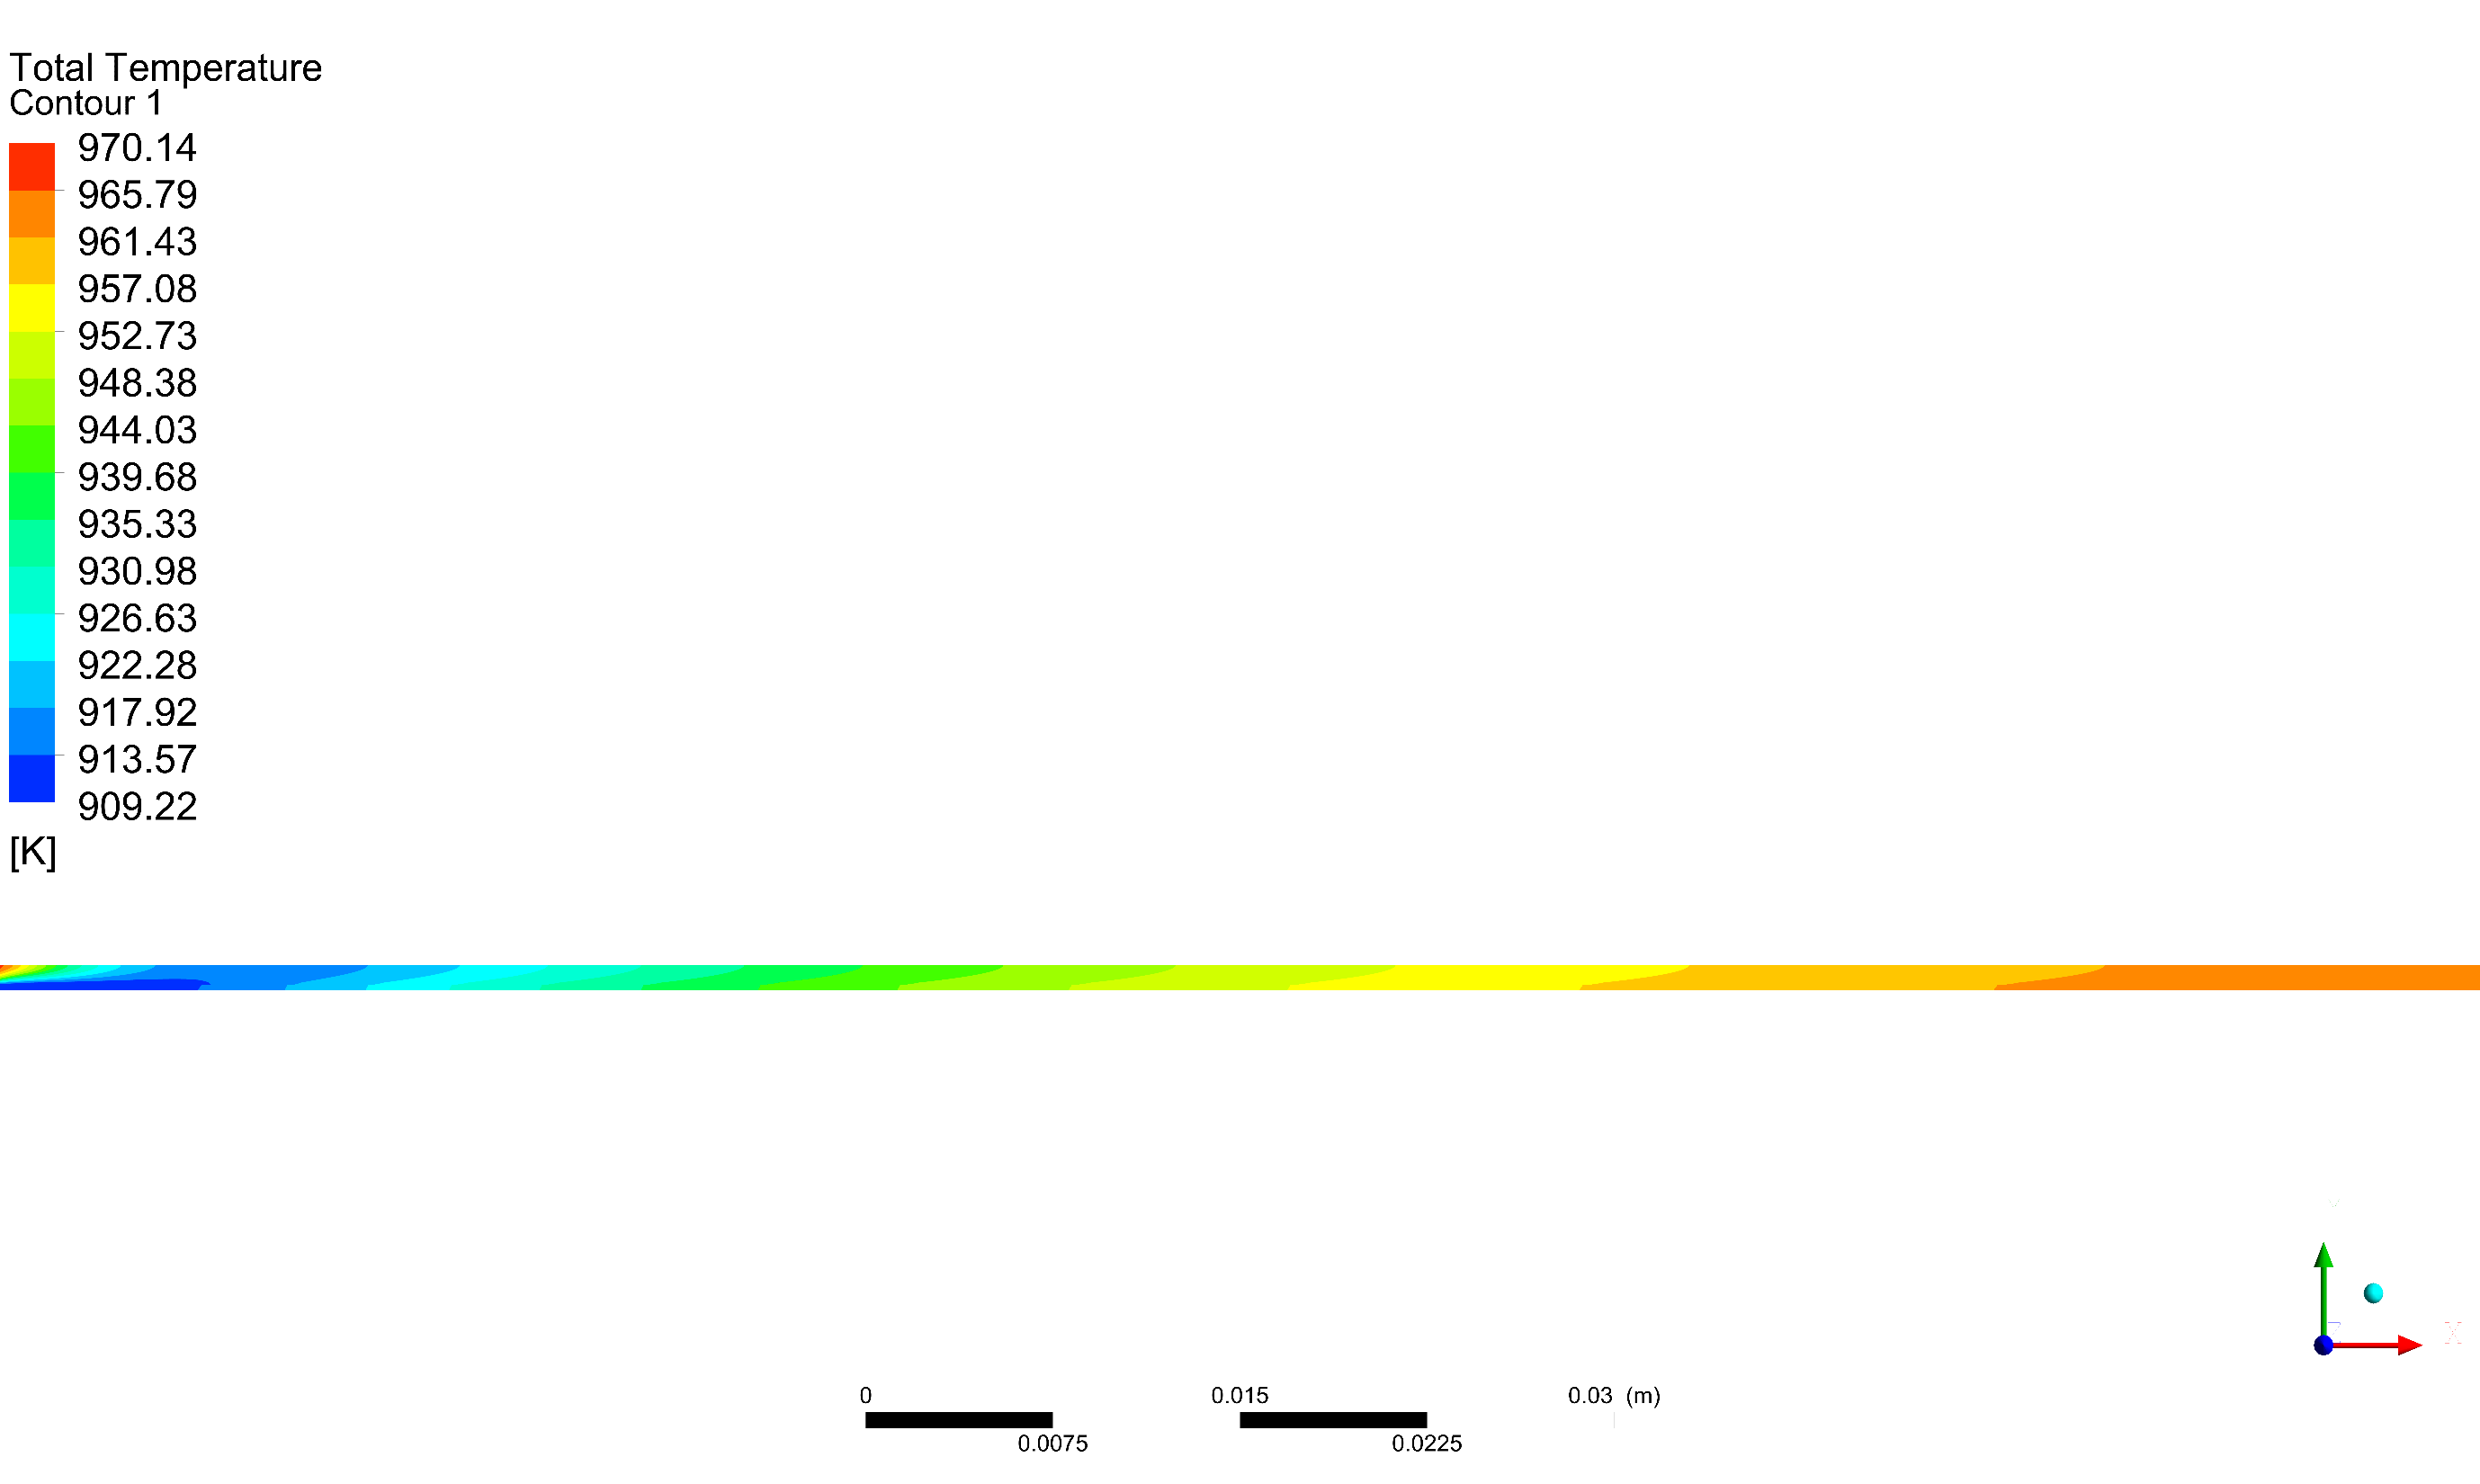 Total Temperature
Contour 1
970.14
965.79
961.43
957.08
952.73
948.38
944.03
939.68
935.33
930.98
926.63
922.28
917.92
913.57
909.22
[K]
Y
Z
X
0 0.015 0.03 (m)
0.0075 0.0225